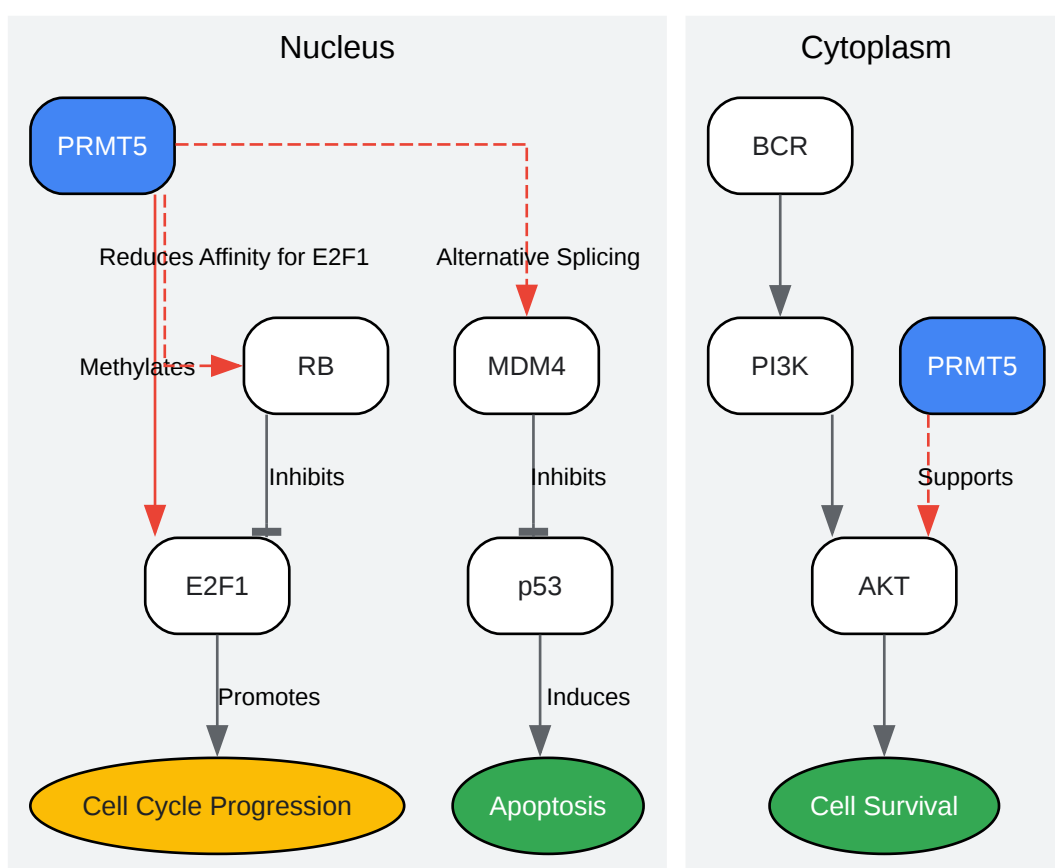 Nucleus
Cytoplasm
PRMT5
BCR
Reduces Affinity for E2F1
Alternative Splicing
Methylates
RB
MDM4
PI3K
PRMT5
Inhibits
Inhibits
Supports
E2F1
p53
AKT
Promotes
Induces
Cell Cycle Progression
Apoptosis
Cell Survival